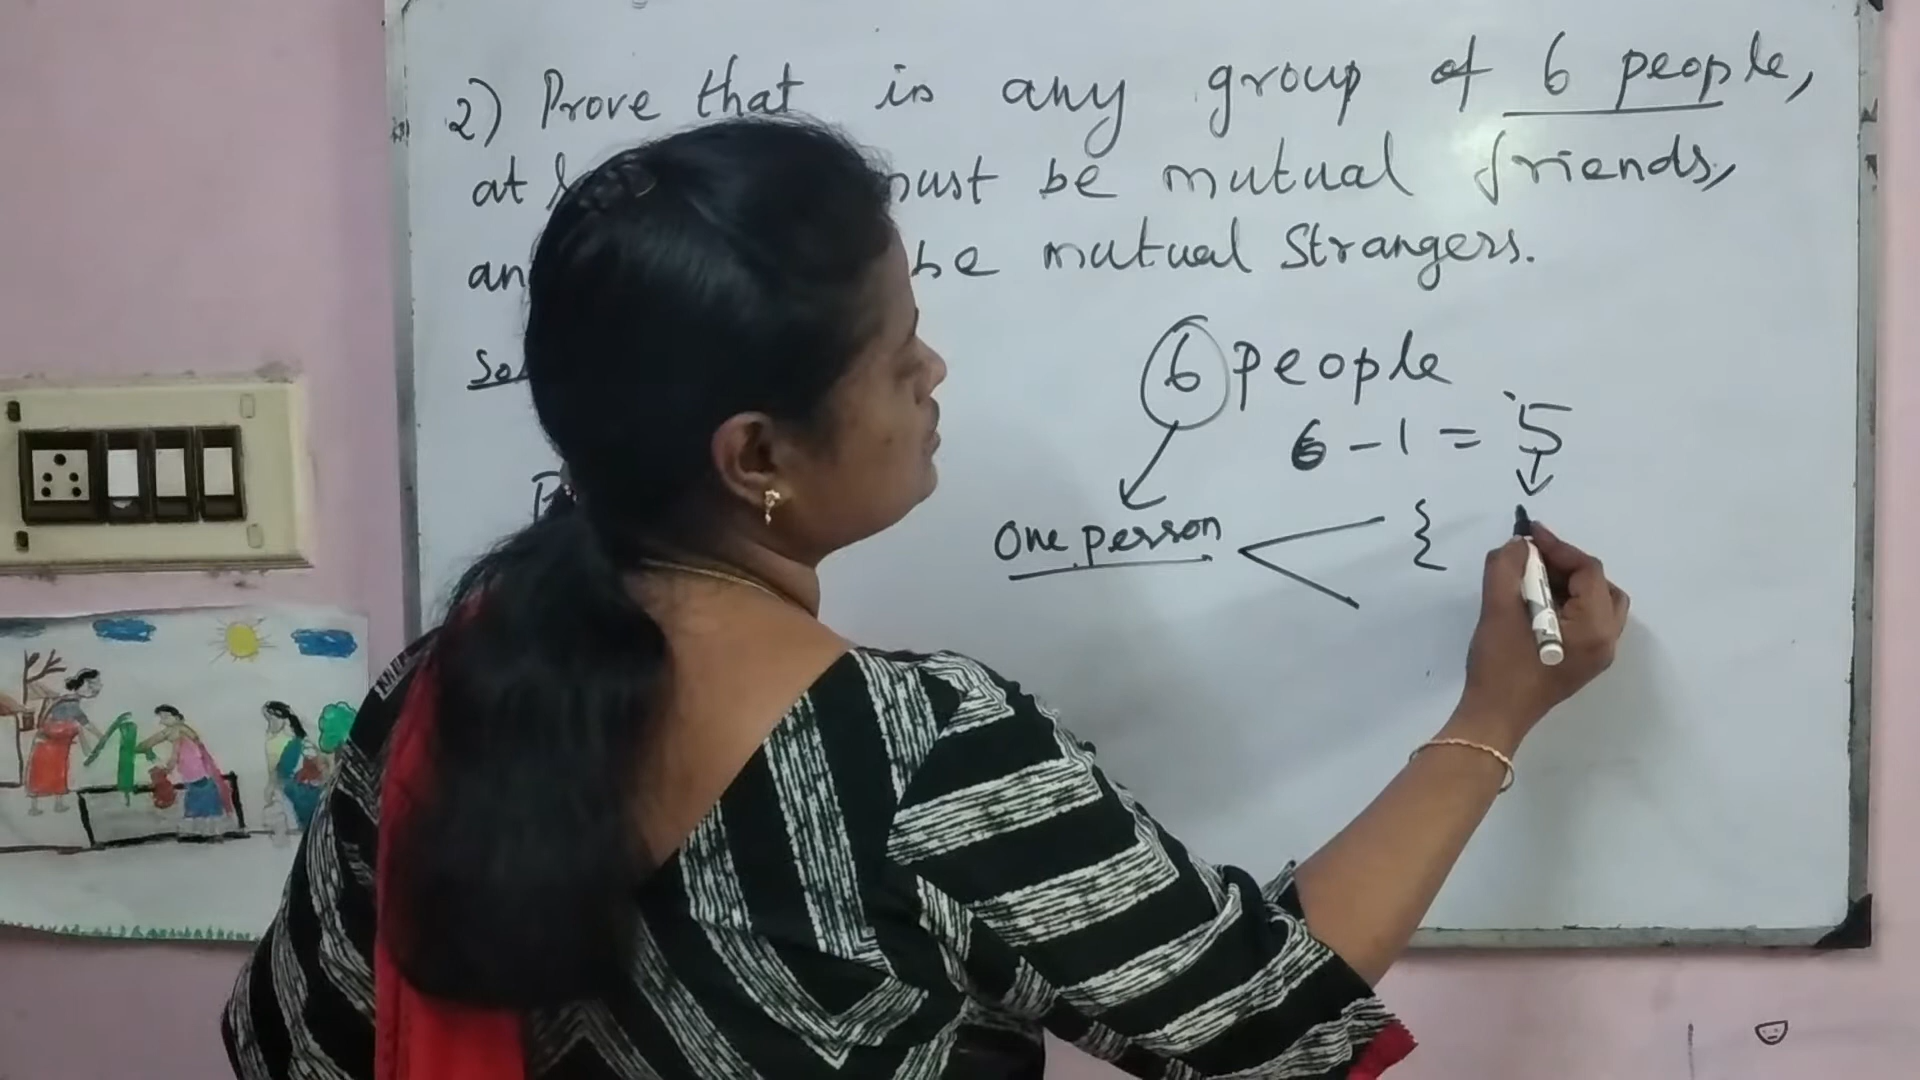 2) Prove that in any group of 6 people,
at must be mutual friends,
be mutual Strangers.
6 people
6 - 1 = 5
One person {